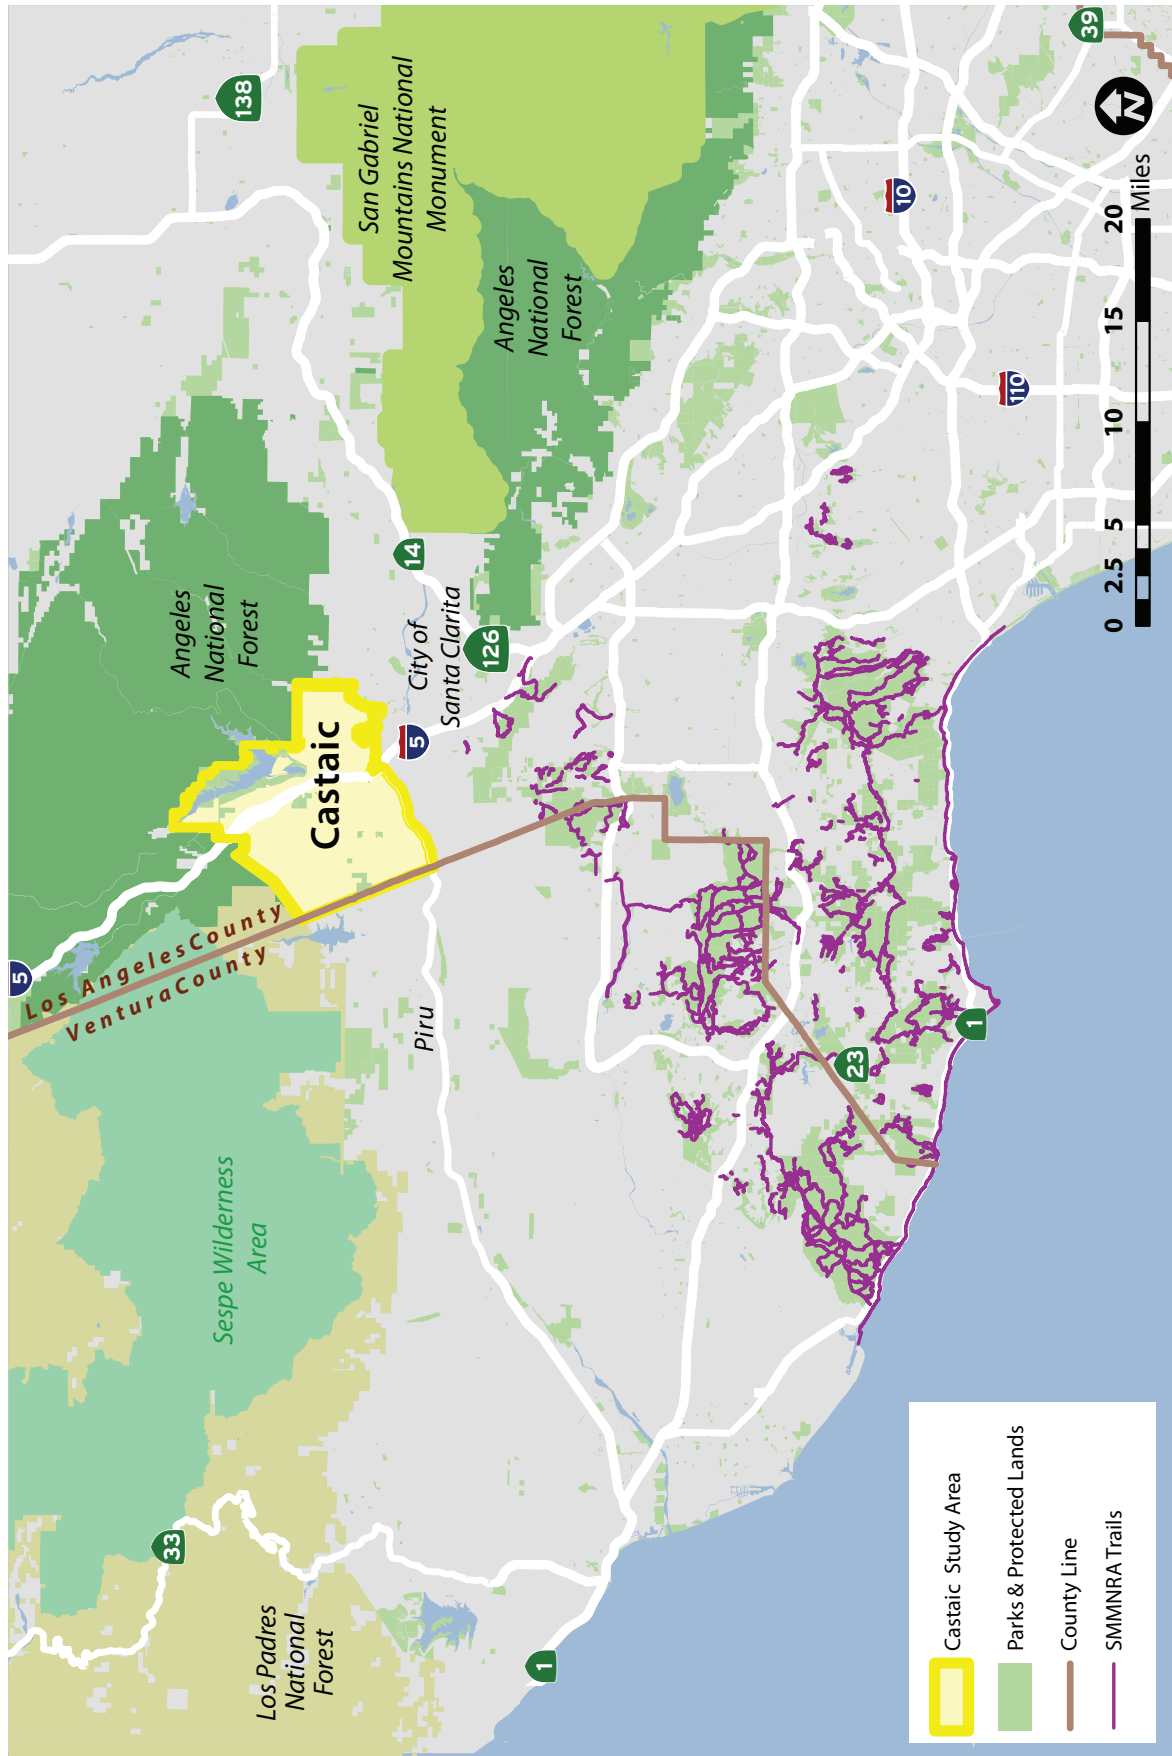 5
Los Angeles County
Ventura County
Sespe Wilderness
Area
33
Los Padres
National
Forest
1
Piru
Castaic
Angeles
National
Forest
138
San Gabriel
Mountains National
Monument
Angeles
National
Forest
14
City of
Santa Clarita
126
5
10
110
39
23
1
N
0 2.5 5 10 15 20
Miles
Castaic Study Area
Parks & Protected Lands
County Line
SMMNRA Trails